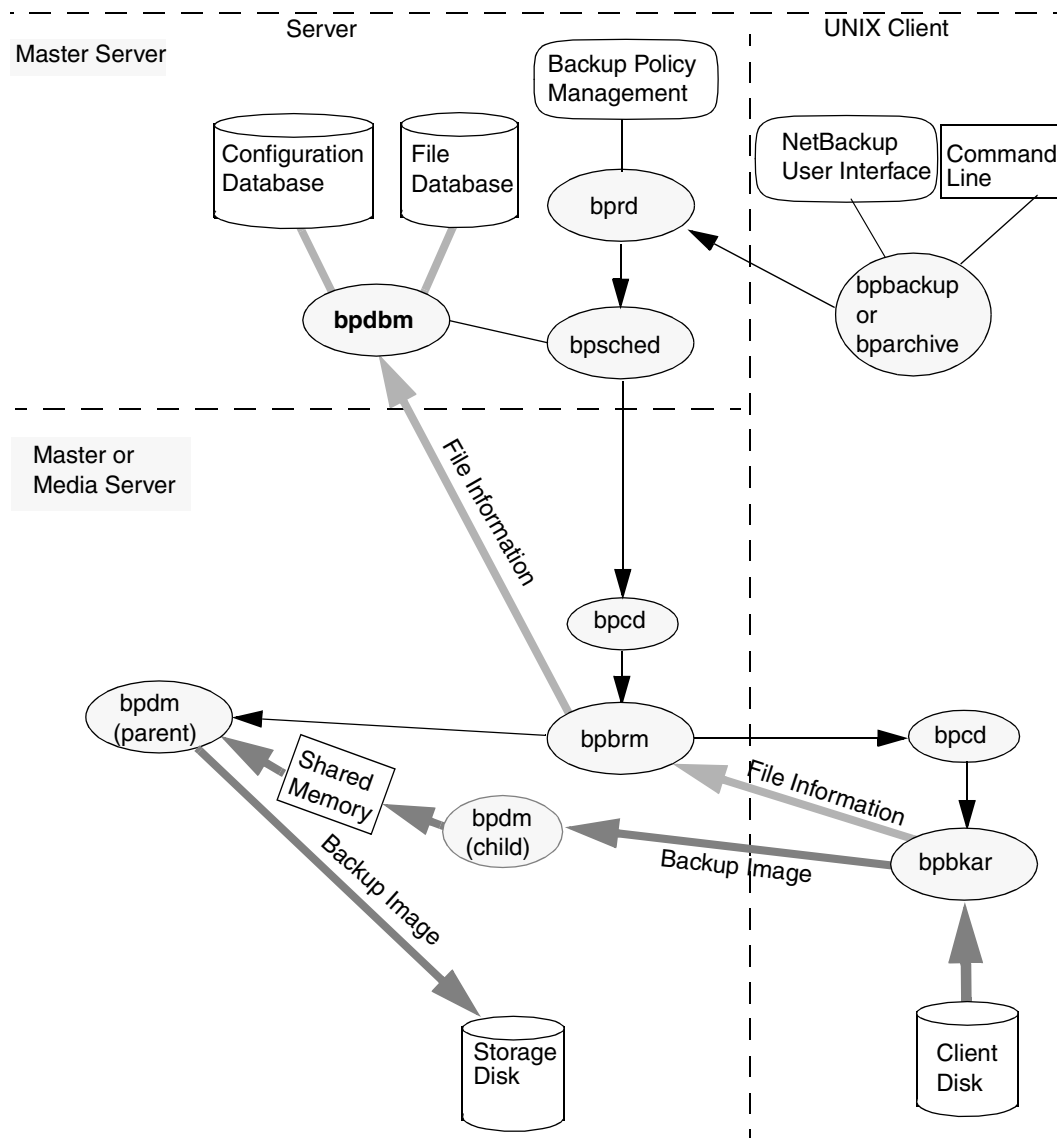 Server
UNIX Client
Master Server
Backup Policy
Management
Configuration
Database
File
Database
NetBackup
User Interface
Command
Line
bprd
bpdbm
bpsched
bpbackup
or
bparchive
Master or
Media Server
File Information
bpcd
bpdm
(parent)
bpbrm
bpcd
Shared
Memory
File Information
bpdm
(child)
Backup Image
bpbkar
Backup Image
Storage
Disk
Client
Disk